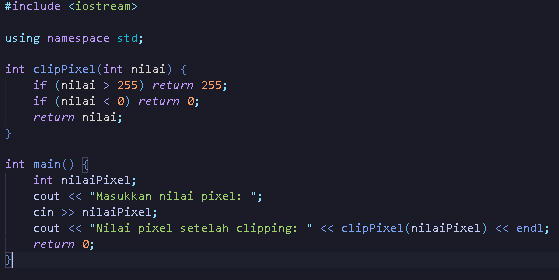 #include <iostream>
using namespace std;
int clipPixel(int nilai) {
    if (nilai > 255) return 255;
    if (nilai < 0) return 0;
    return nilai;
}
int main() {
    int nilaiPixel;
    cout << "Masukkan nilai pixel: ";
    cin >> nilaiPixel;
    cout << "Nilai pixel setelah clipping: " << clipPixel(nilaiPixel) << endl;
    return 0;
}